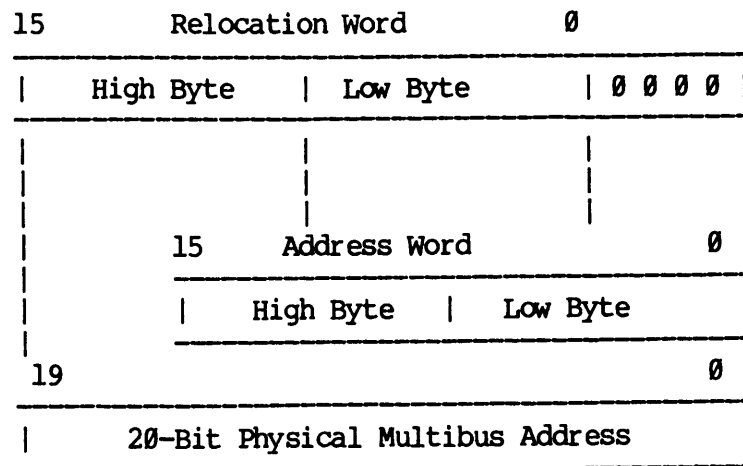 15 Relocation Word 0
| High Byte | Low Byte | 0 0 0 0
15 Address Word 0
| High Byte | Low Byte
19 0
| 20-Bit Physical Multibus Address